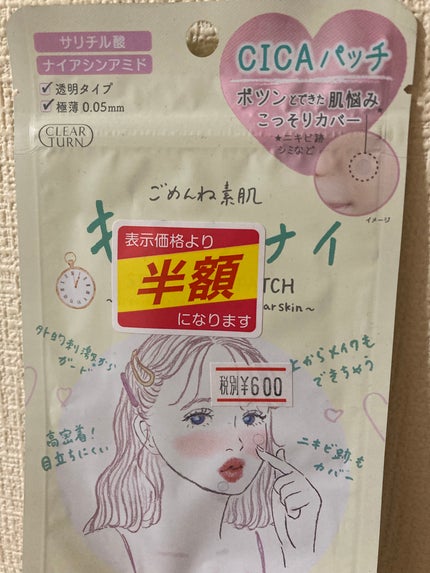 サリチル酸
ナイアシンアミド
透明タイプ
極薄0.05mm
CLEAR
TURN
CICAパッチ
ポツンとできた肌悩み
こっそりカバー
★ニキビ跡
シミなど
イメージ
ごめんね素肌
キ
ナイ
表示価格より
半額
になります
TCH
ar skin~
外的刺激から
ガード
上からメイクも
できちゃう
税別¥600
高密着!
目立ちにくい
ニキビ跡も
カバー